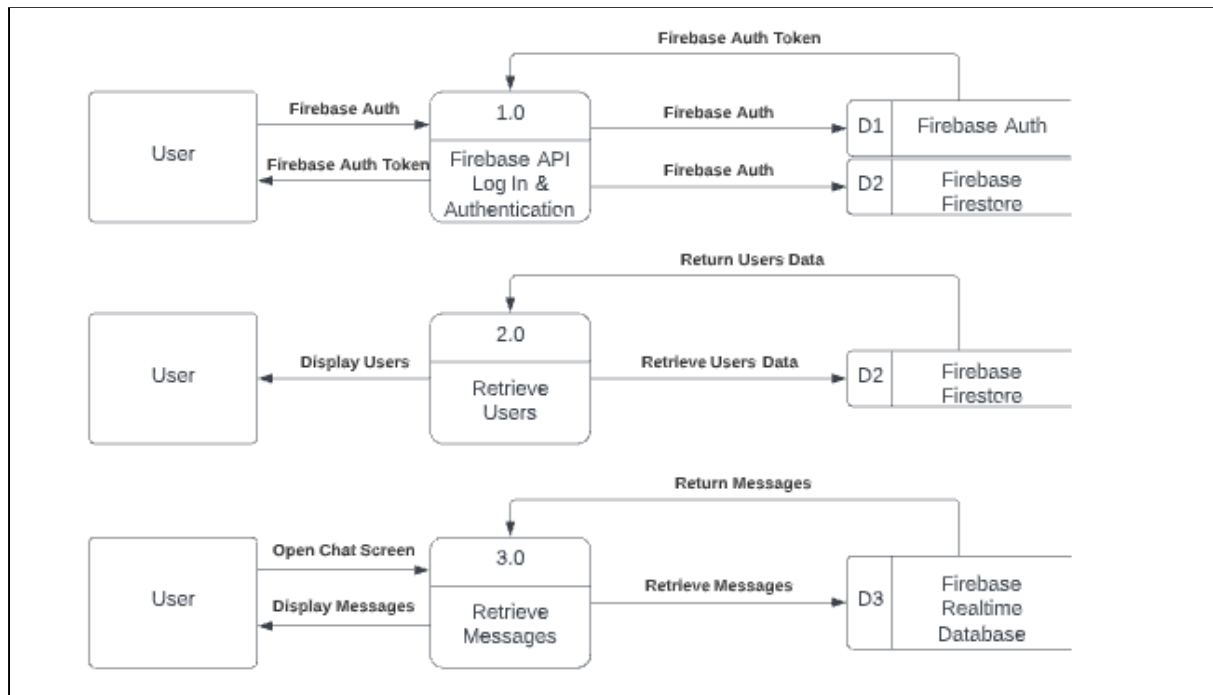 Firebase Auth Token
User
Firebase Auth
Firebase Auth Token
1.0
Firebase API
Log In &
Authentication
Firebase Auth
Firebase Auth
D1
Firebase Auth
D2
Firebase
Firestore
Return Users Data
User
Display Users
2.0
Retrieve
Users
Retrieve Users Data
D2
Firebase
Firestore
Return Messages
User
Open Chat Screen
Display Messages
3.0
Retrieve
Messages
Retrieve Messages
D3
Firebase
Realtime
Database